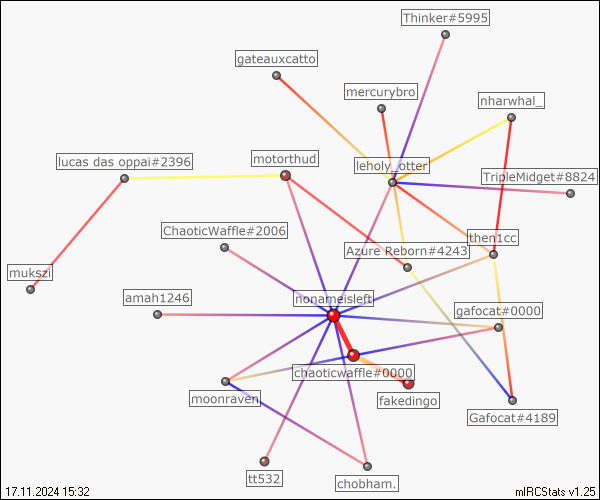 Thinker#5995
gateauxcatto
mercurybro
nharwhal_
lucas das oppai#2396
motorthud
leholy_otter
TripleMidget#8824
ChaoticWaffle#2006
Azure Reborn#4243
then1cc
mukszi
amah1246
nonameisleft
gafocat#0000
chaoticwaffle#0000
moonraven
fakedingo
Gafocat#4189
tt532
chobham.
17.11.2024 15:32
mIRCStats v1.25